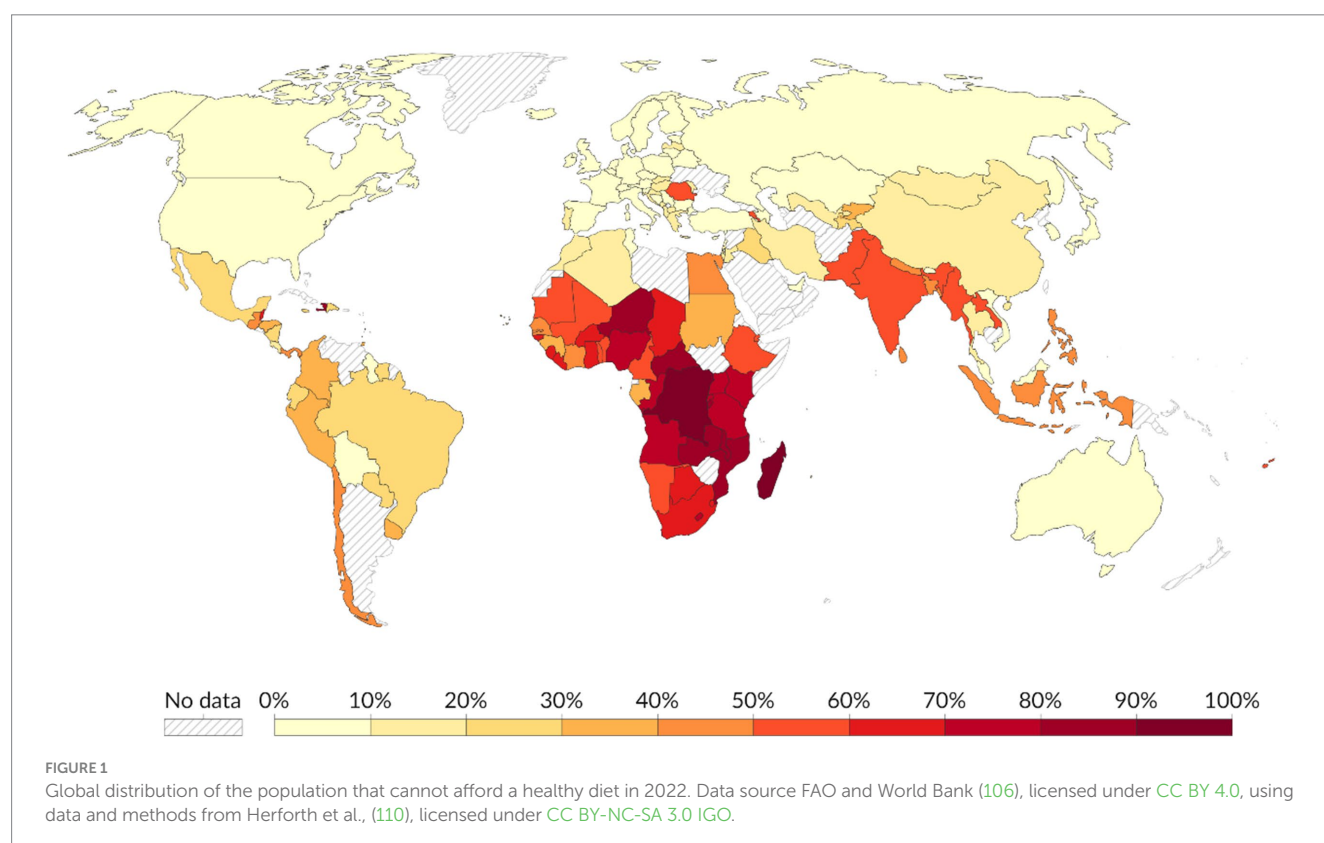 No data 0% 10% 20% 30% 40% 50% 60% 70% 80% 90% 100%
FIGURE 1
Global distribution of the population that cannot afford a healthy diet in 2022. Data source FAO and World Bank (106), licensed under CC BY 4.0, using
data and methods from Herforth et al., (110), licensed under CC BY-NC-SA 3.0 IGO.